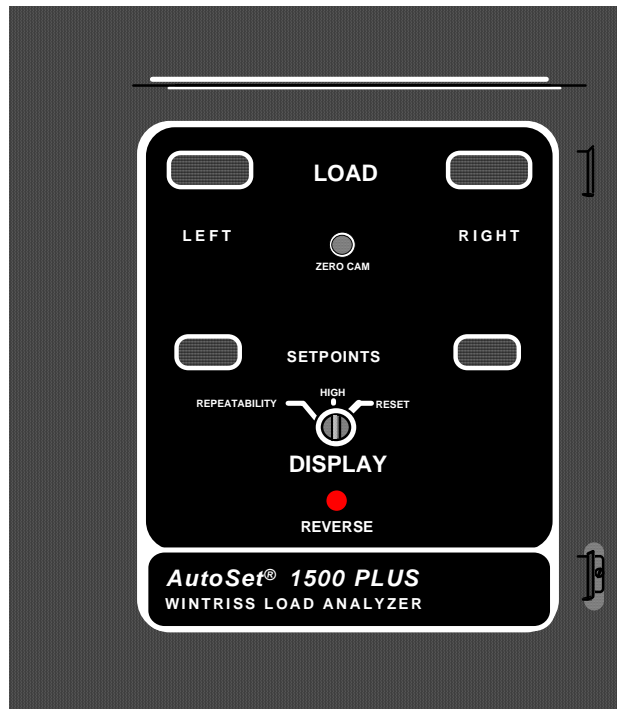 LOAD
LEFT
RIGHT
ZERO CAM
SETPOINTS
HIGH
REPEATABILITY
RESET
DISPLAY
REVERSE
AutoSet® 1500 PLUS
WINTRISS LOAD ANALYZER